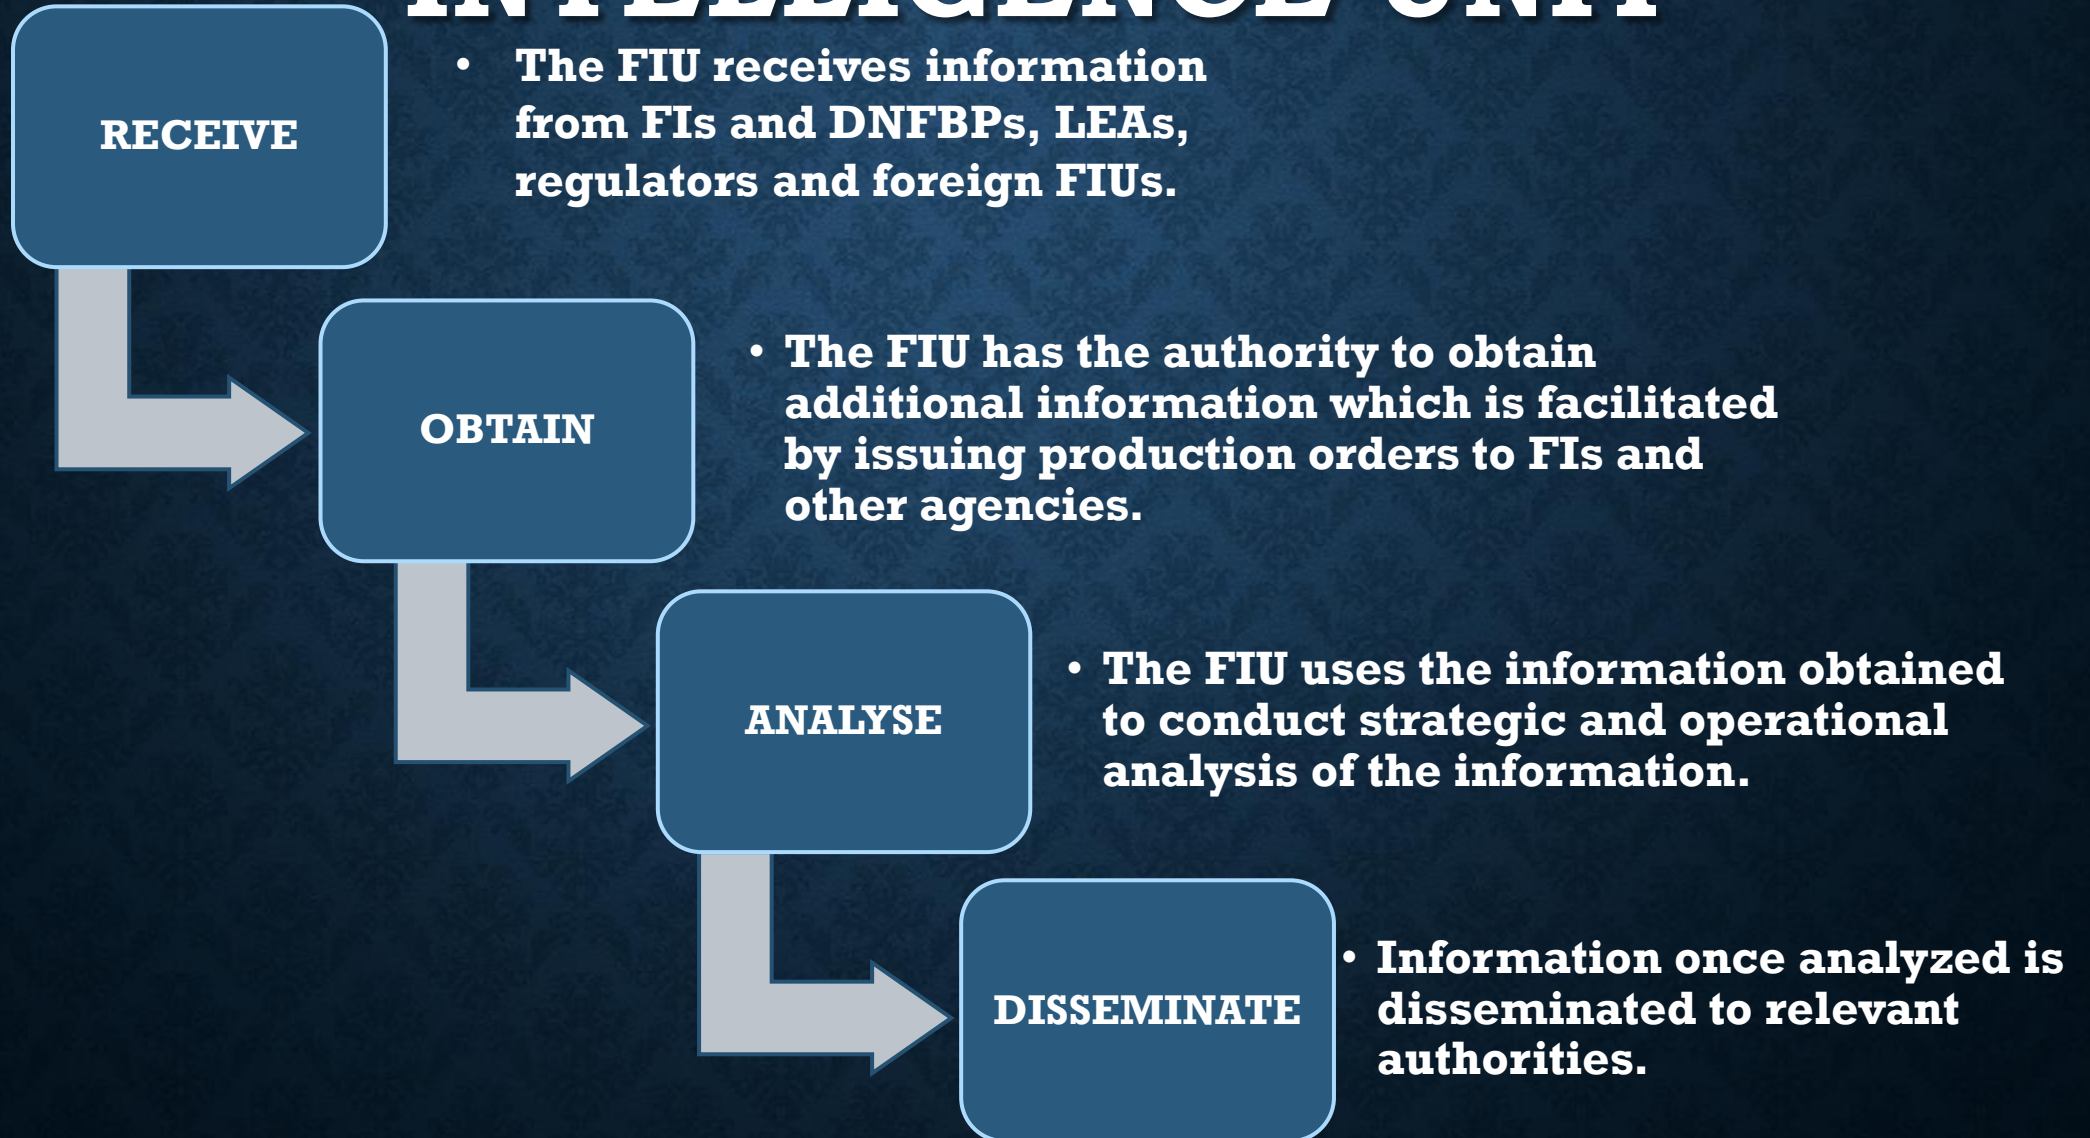 INTELLIGENCE UNIT
RECEIVE
• The FIU receives information
from FIs and DNFBPs, LEAs,
regulators and foreign FIUs.
OBTAIN
• The FIU has the authority to obtain
additional information which is facilitated
by issuing production orders to FIs and
other agencies.
ANALYSE
• The FIU uses the information obtained
to conduct strategic and operational
analysis of the information.
DISSEMINATE
• Information once analyzed is
disseminated to relevant
authorities.